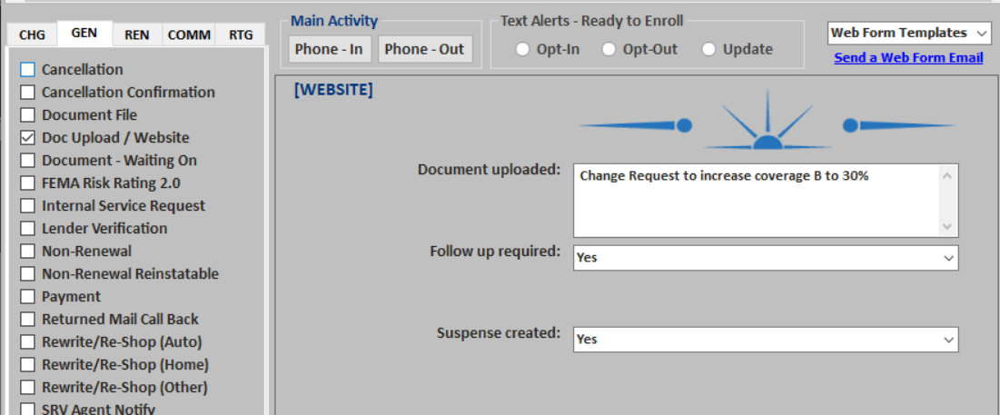 CHG GEN REN COMM RTG
Cancellation
Cancellation Confirmation
Document File
Doc Upload / Website
Document - Waiting On
FEMA Risk Rating 2.0
Internal Service Request
Lender Verification
Non-Renewal
Non-Renewal Reinstatable
Payment
Returned Mail Call Back
Rewrite/Re-Shop (Auto)
Rewrite/Re-Shop (Home)
Rewrite/Re-Shop (Other)
SRV Agent Notify
Main Activity
Phone - In Phone - Out
Text Alerts - Ready to Enroll
Opt-In Opt-Out Update
Web Form Templates
Send a Web Form Email
[WEBSITE]
Document uploaded: Change Request to increase coverage B to 30%
Follow up required: Yes
Suspense created: Yes